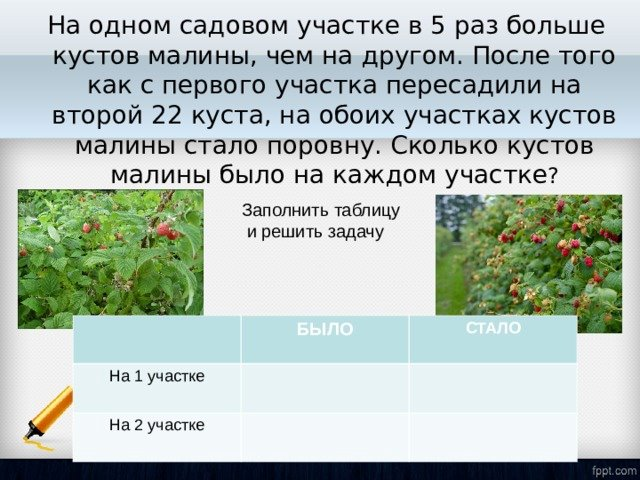 На одном садовом участке в 5 раз больше
кустов малины, чем на другом. После того
как с первого участка пересадили на
второй 22 куста, на обоих участках кустов
малины стало поровну. Сколько кустов
малины было на каждом участке?
Заполнить таблицу
и решить задачу
БЫЛО
СТАЛО
На 1 участке
На 2 участке
fppt.com